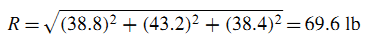 R = √(38.8)² + (43.2)² + (38.4)² = 69.6 lb